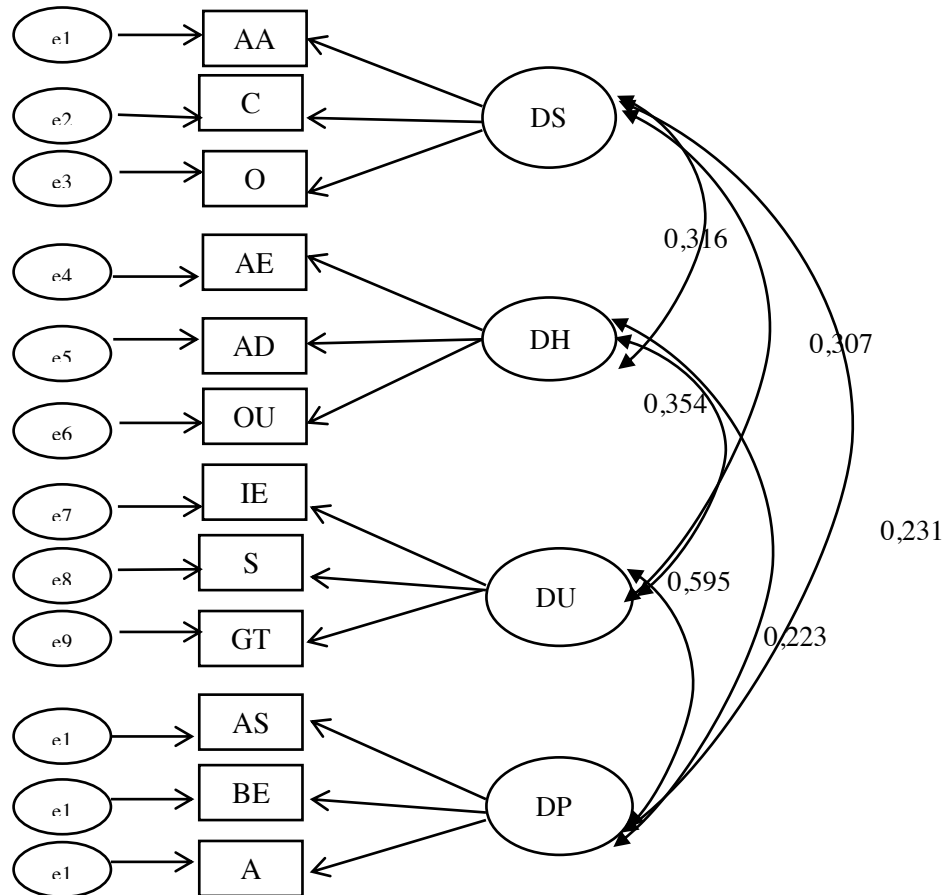 e1
AA
e2
C
DS
e3
O
0,316
e4
AE
e5
AD
DH
0,307
0,354
e6
OU
e7
IE
0,231
e8
S
DU
0,595
e9
GT
0,223
e1
AS
e1
BE
DP
e1
A